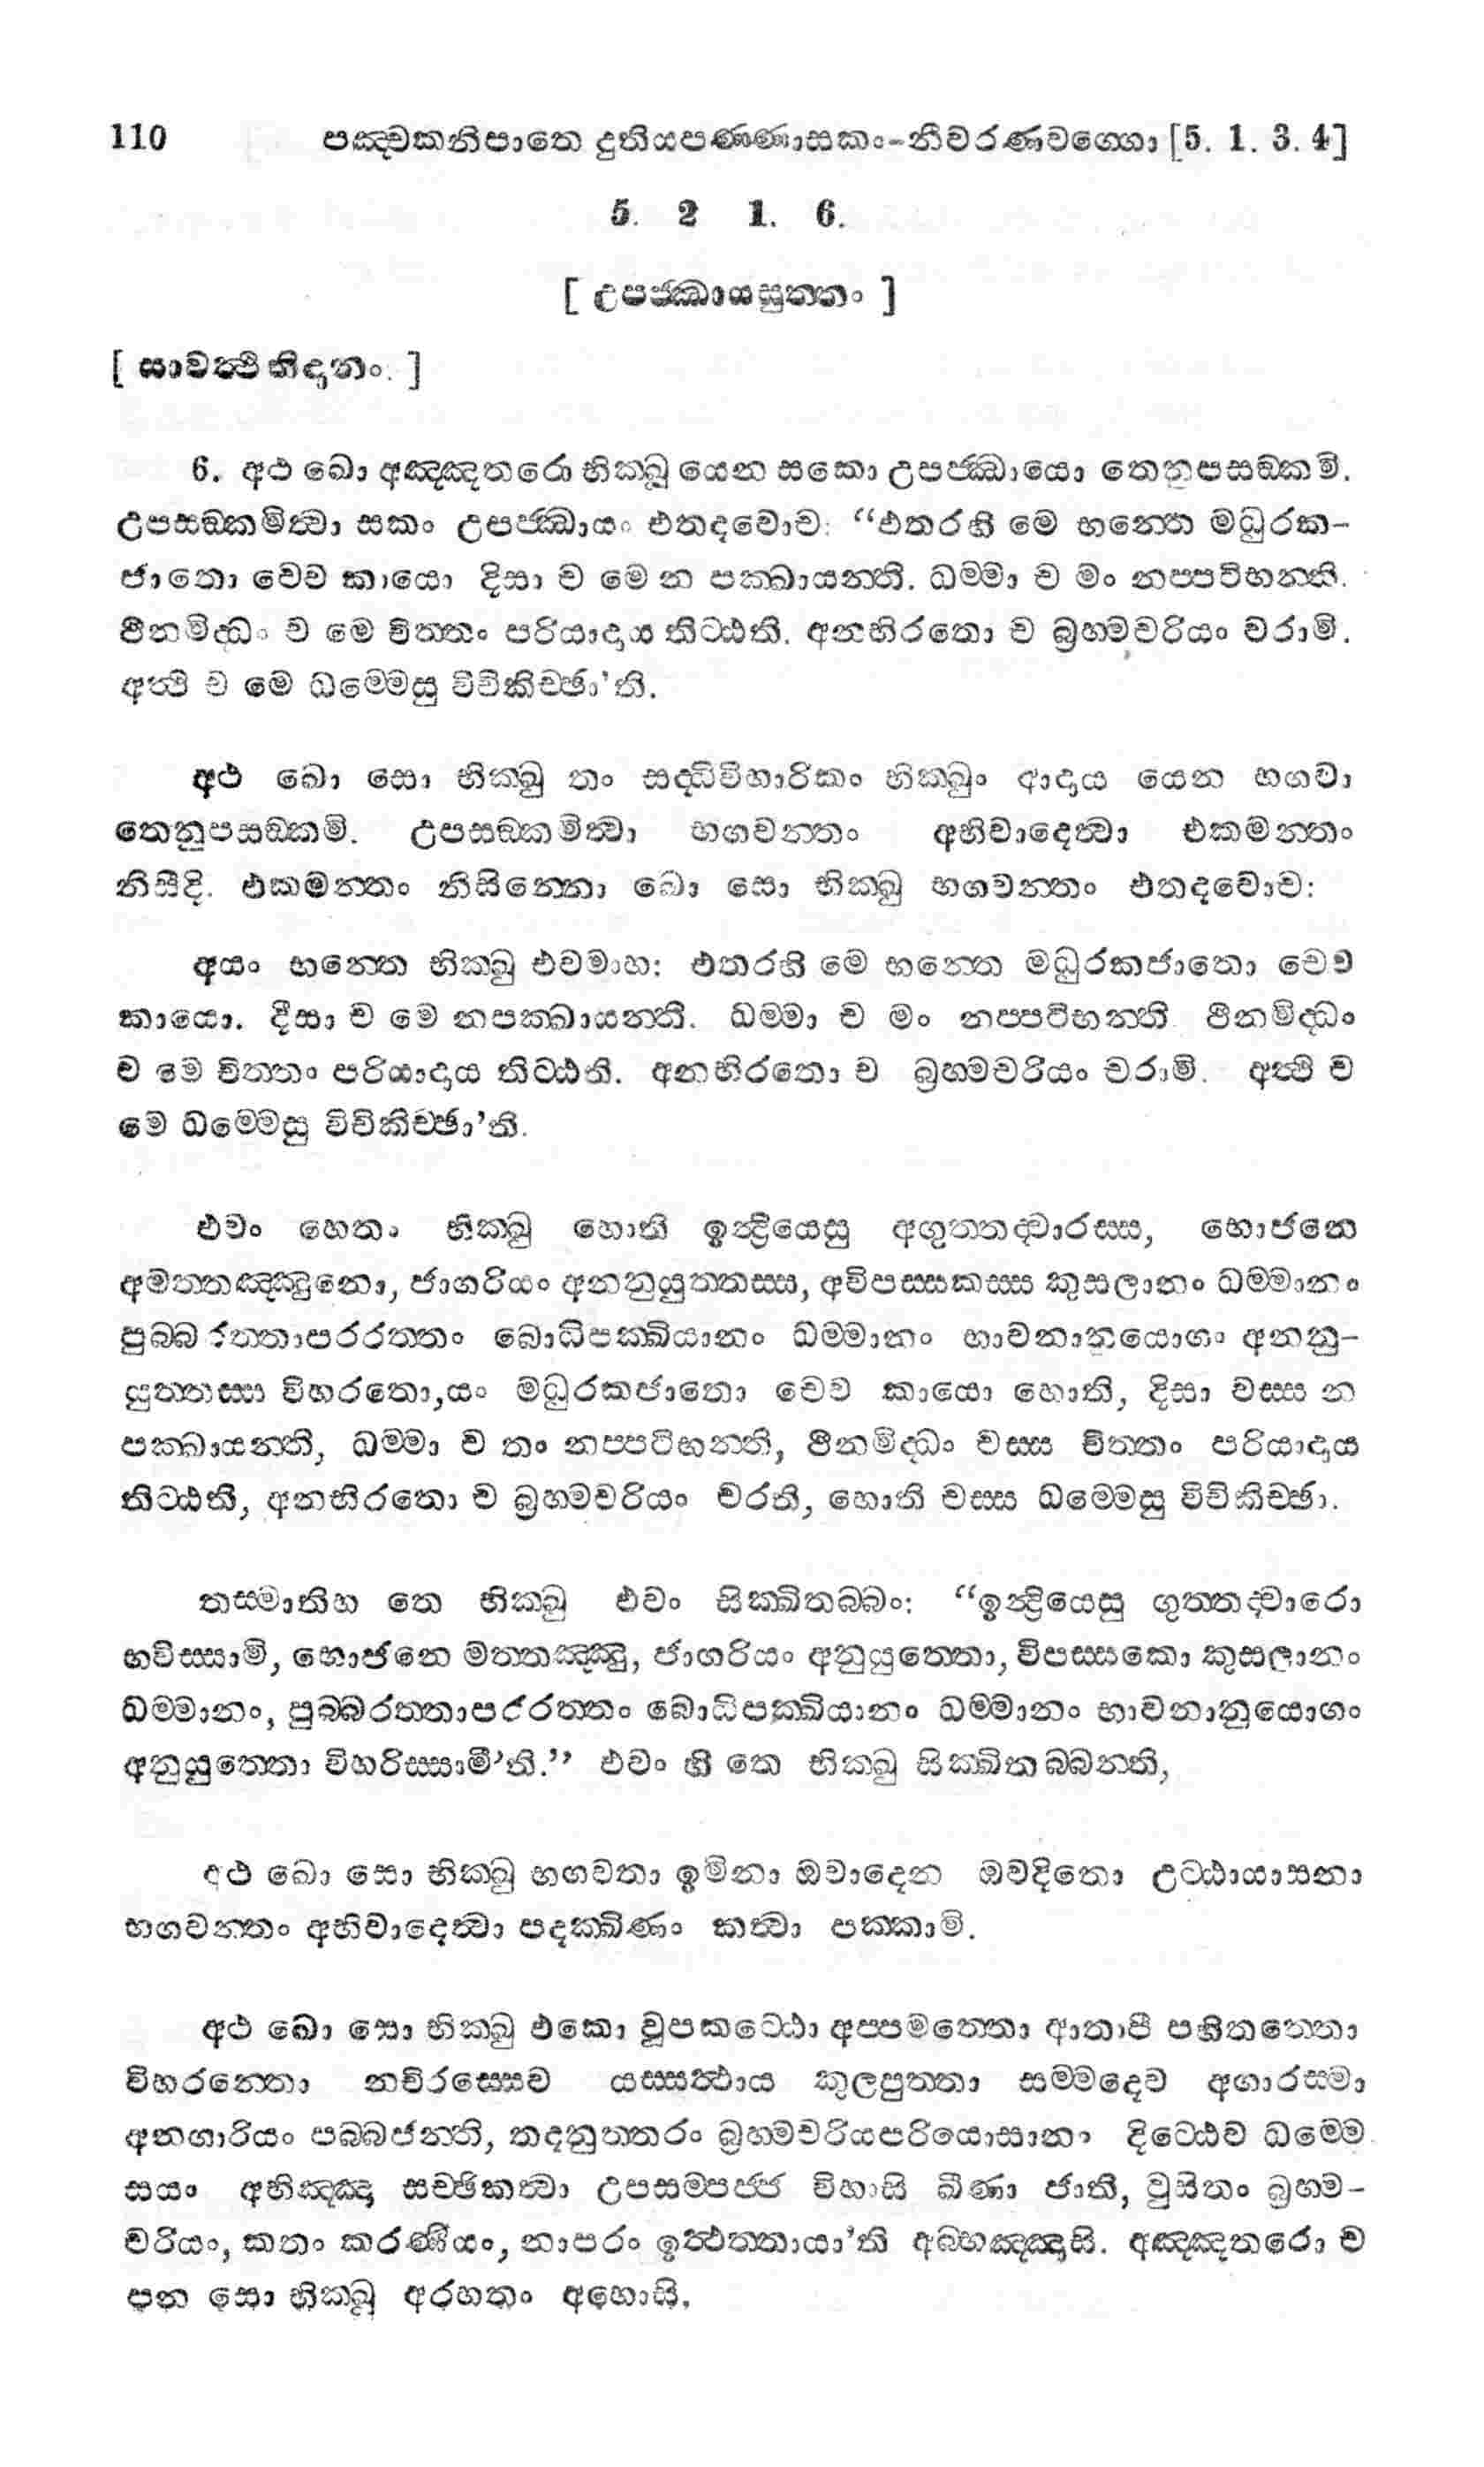 110 පඤ්චකනිපාතෙ දුතියපණ්ණාසකං-නීවරණවග්ගො [5. 1. 3. 4]
5. 2 1. 6.
[ උපජ්ඣායසුත්තං ]
[ සාවත්ථිනිදානං. ]
6. අථ ඛො අඤ්ඤතරො භික්ඛු යෙන සකො උපජ්ඣායො තෙනුපසඞ්කමි.
උපසඞ්කමිත්වා සකං උපජ්ඣායං එතදවොච: “එතරහි මෙ භන්තෙ මධුරක-
ජාතො චෙව කායො දිසා ච මෙ න පක්ඛායන්ති. ධම්මා ච මං නප්පටිභන්ති.
ථිනමිද්ධං ච මෙ චිත්තං පරියාදාය තිට්ඨති. අනභිරතො ච බ්‍රහ්මචරියං චරාමි.
අත්ථි ච මෙ ධම්මෙසු විචිකිච්ඡා’ති.
අථ ඛො සො භික්ඛු තං සද්ධිවිහාරිකං භික්ඛුං ආදාය යෙන භගවා
තෙනුපසඞ්කමි. උපසඞ්කමිත්වා භගවන්තං අභිවාදෙත්වා එකමන්තං
නිසීදි. එකමන්තං නිසින්නො ඛො සො භික්ඛු භගවන්තං එතදවොච:
අයං භන්තෙ භික්ඛු එවමාහ: එතරහි මෙ භන්තෙ මධුරකජාතො චෙව
කායො. දිසා ච මෙ නපක්ඛායන්ති. ධම්මා ච මං නප්පටිභන්ති ථිනමිද්ධං
ච මෙ චිත්තං පරියාදාය තිට්ඨති. අනභිරතො ච බ්‍රහ්මචරියං චරාමි. අත්ථි ච
මෙ ධම්මෙසු විචිකිච්ඡා’ති.
එවං හෙතං භික්ඛු හොති ඉන්ද්‍රියෙසු අගුත්තද්වාරස්ස, භොජනෙ
අමත්තඤ්ඤුනො, ජාගරියං අනනුයුත්තස්ස, අවිපස්සකස්ස කුසලානං ධම්මානං
පුබ්බරත්තාපරරත්තං බොධිපක්ඛියානං ධම්මානං භාවනානුයොගං අනනු-
යුත්තස්ස විහරතො,යං මධුරකජාතො චෙව කායො හොති, දිසා චස්ස න
පක්ඛායන්ති, ධම්මා ච තං නප්පටිභන්ති, ථිනමිද්ධං චස්ස චිත්තං පරියාදාය
තිට්ඨති, අනභිරතො ච බ්‍රහ්මචරියං චරති, හොති චස්ස ධම්මෙසු විචිකිච්ඡා.
තස්මාතිහ තෙ භික්ඛු එවං සික්ඛිතබ්බං: “ඉන්ද්‍රියෙසු ගුත්තද්වාරො
භවිස්සාමි, භොජනෙ මත්තඤ්ඤු, ජාගරියං අනුයුත්තො, විපස්සකො කුසලානං
ධම්මානං, පුබ්බරත්තාපරරත්තං බොධිපක්ඛියානං ධම්මානං භාවනානුයොගං
අනුයුත්තො විහරිස්සාමී’ති.” එවං හි තෙ භික්ඛු සික්ඛිතබ්බන්ති,
අථ ඛො සො භික්ඛු භගවතා ඉමිනා ඔවාදෙන ඔවදිතො උට්ඨායාසනා
භගවන්තං අභිවාදෙත්වා පදක්ඛිණං කත්වා පක්කාමි.
අථ ඛො සො භික්ඛු එකො වූපකට්ඨො අප්පමත්තො ආතාපී පහිතත්තො
විහරන්තො නචිරස්සෙව යස්සත්ථාය කුලපුත්තා සම්මදෙව අගාරස්මා
අනගාරියං පබ්බජන්ති, තදනුත්තරං බ්‍රහ්මචරියපරියොසානං දිට්ඨෙව ධම්මෙ
සයං අභිඤ්ඤා සච්ඡිකත්වා උපසම්පජ්ජ විහාසි ඛීණා ජාති, වුසිතං බ්‍රහ්ම-
චරියං, කතං කරණීයං, නාපරං ඉත්ථත්තායා’ති අබ්භඤ්ඤාසි. අඤ්ඤතරො ච
පන සො භික්ඛු අරහතං අහොසි.